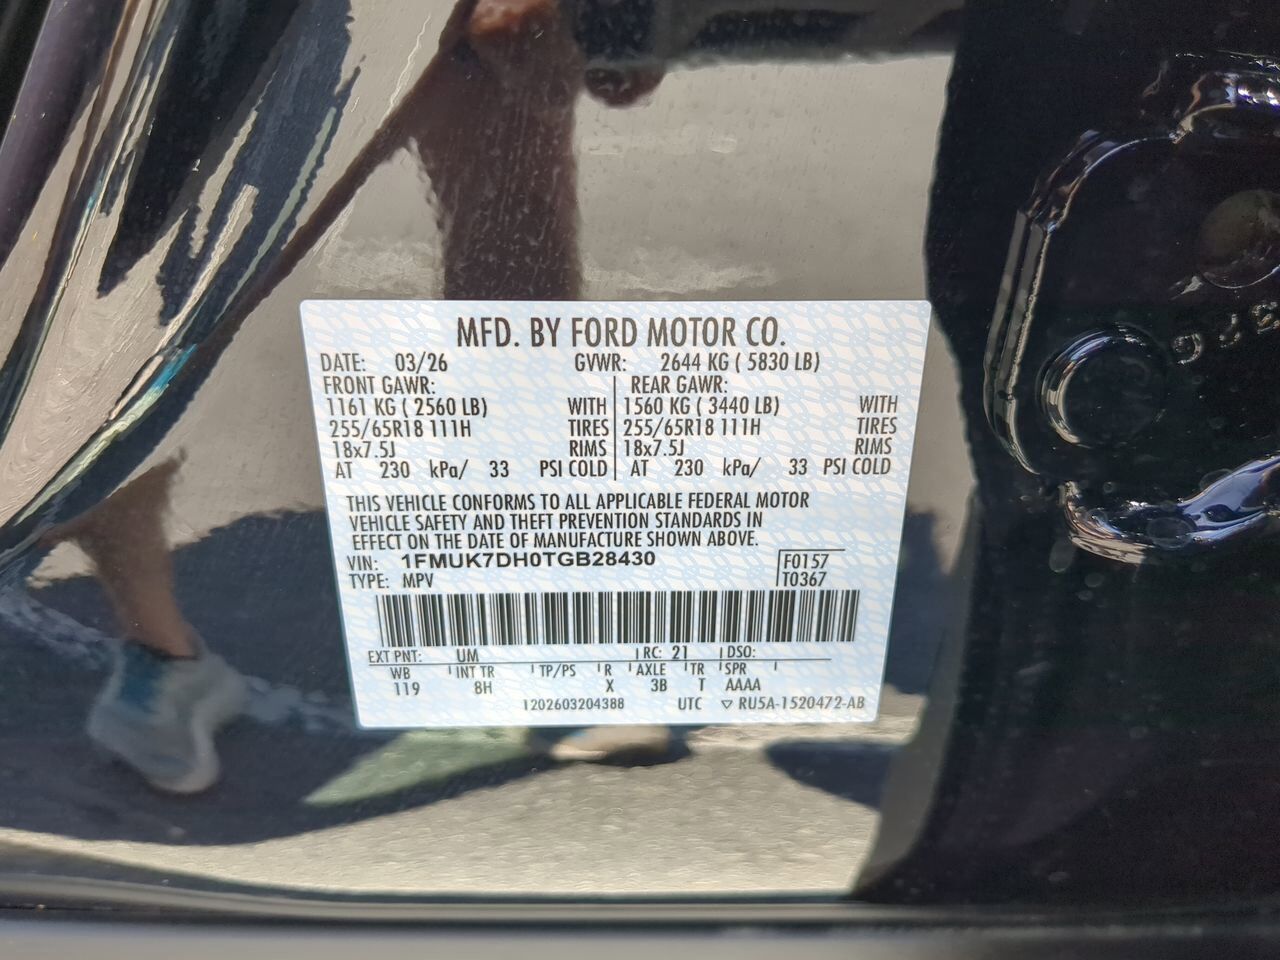 MFD. BY FORD MOTOR CO.
DATE: 03/26 GVWR: 2644 KG ( 5830 LB)
FRONT GAWR: REAR GAWR:
1161 KG ( 2560 LB) WITH 1560 KG ( 3440 LB) WITH
255/65R18 111H TIRES 255/65R18 111H TIRES
18x7.5J RIMS 18x7.5J RIMS
AT 230 kPa/ 33 PSI COLD AT 230 kPa/ 33 PSI COLD
THIS VEHICLE CONFORMS TO ALL APPLICABLE FEDERAL MOTOR
VEHICLE SAFETY AND THEFT PREVENTION STANDARDS IN
EFFECT ON THE DATE OF MANUFACTURE SHOWN ABOVE.
VIN: 1FMUK7DH0TGB28430 F0157
TYPE: MPV T0367
EXT PNT: UM RC: 21 DSO:
WB INT TR TP/PS R AXLE TR SPR
119 8H X 3B T AAAA
1202603204388 UTC ▽ RU5A-1520472-AB